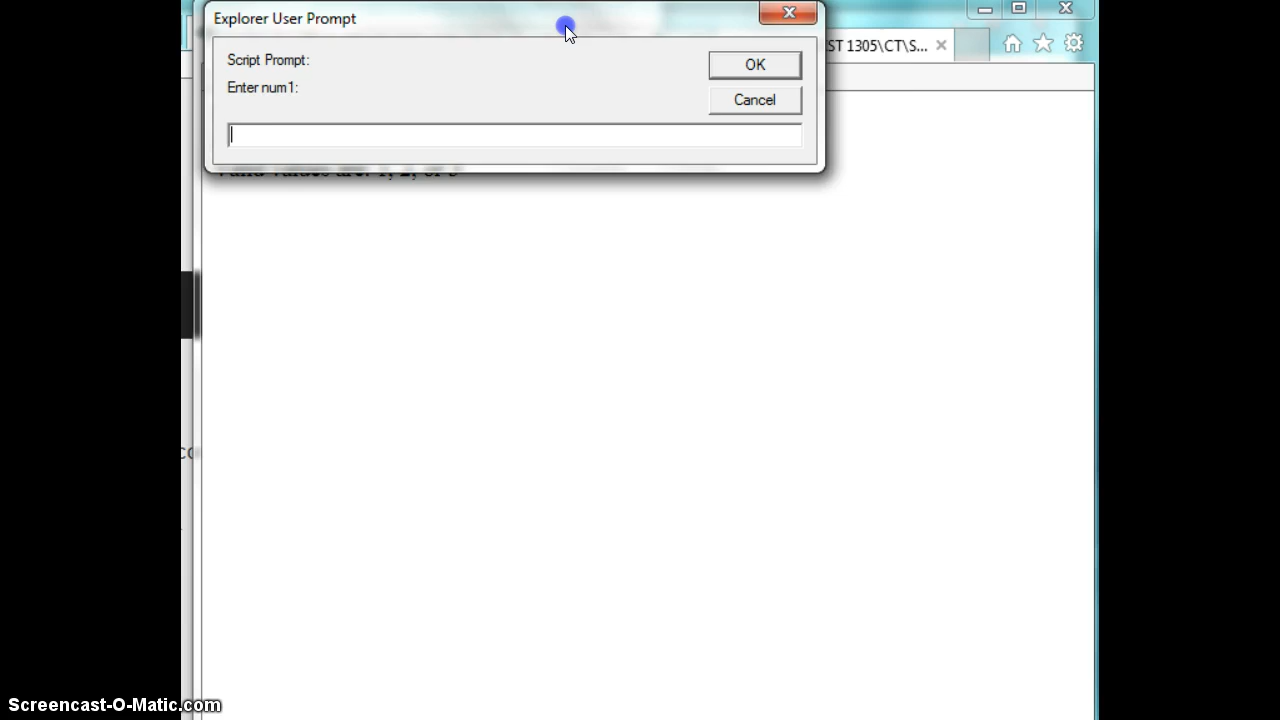 Explorer User Prompt
ST 1305\CT\S...
Script Prompt:
OK
Enter num1:
Cancel
Screencast-O-Matic.com